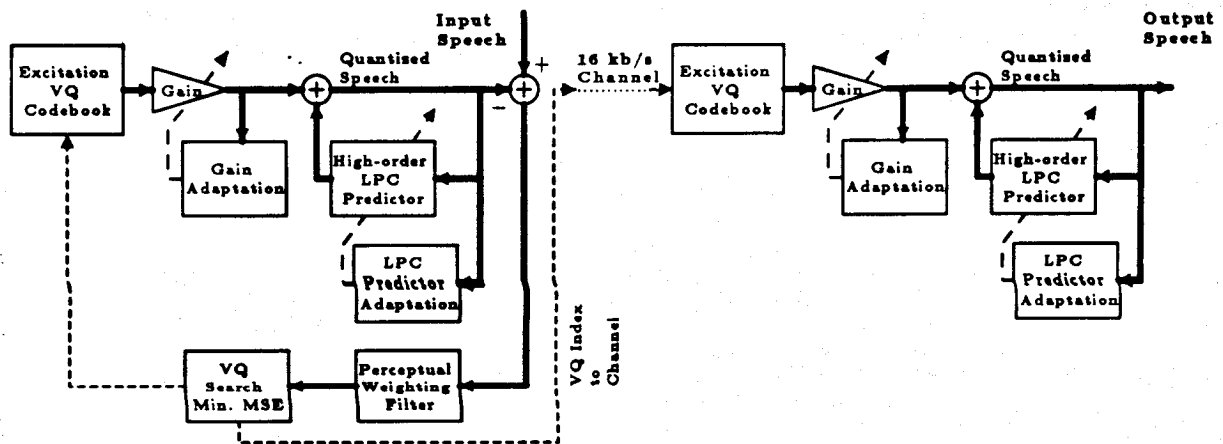 Input
Speech
Excitation
VQ
Codebook
Gain
Quantised
Speech
+
+
+
−
Gain
Adaptation
High-order
LPC
Predictor
LPC
Predictor
Adaptation
VQ
Search
Min. MSE
Perceptual
Weighting
Filter
VQ Index
to
Channel
16 kb/s
Channel
Excitation
VQ
Codebook
Gain
Quantised
Speech
+
Output
Speech
Gain
Adaptation
High-order
LPC
Predictor
LPC
Predictor
Adaptation